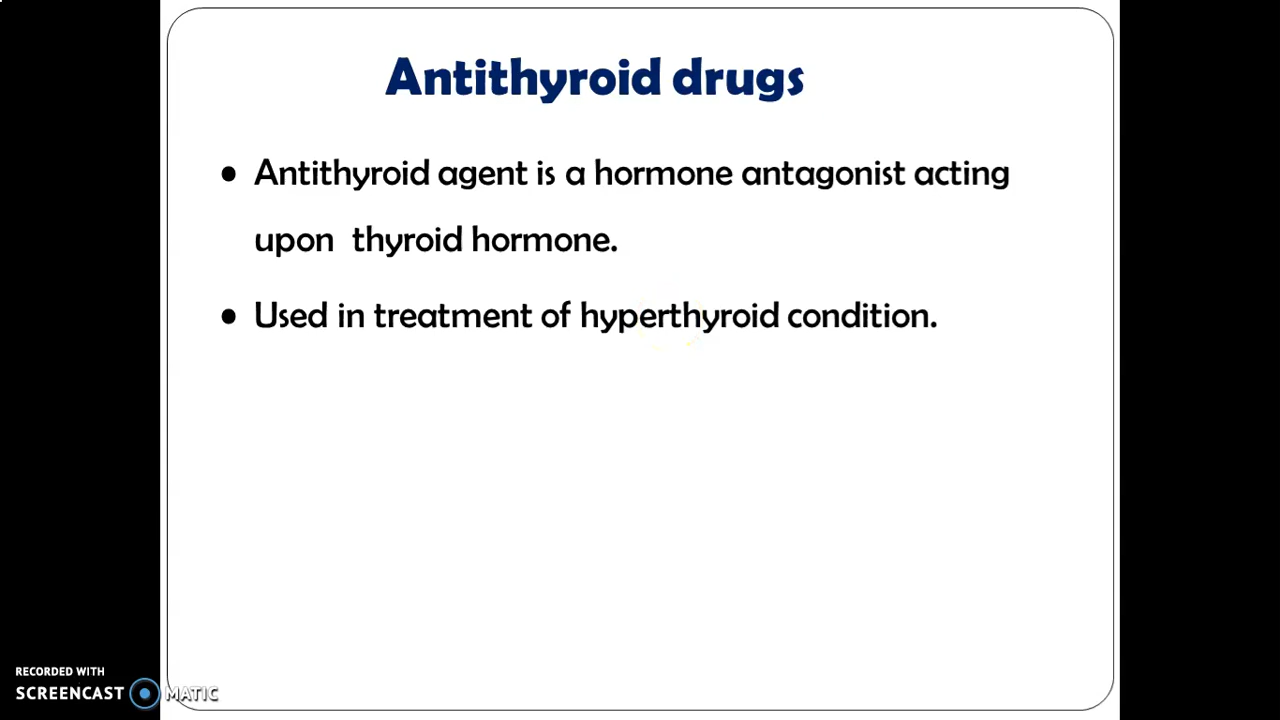 Antithyroid drugs
• Antithyroid agent is a hormone antagonist acting
upon thyroid hormone.
• Used in treatment of hyperthyroid condition.
RECORDED WITH
SCREENCAST MATIC